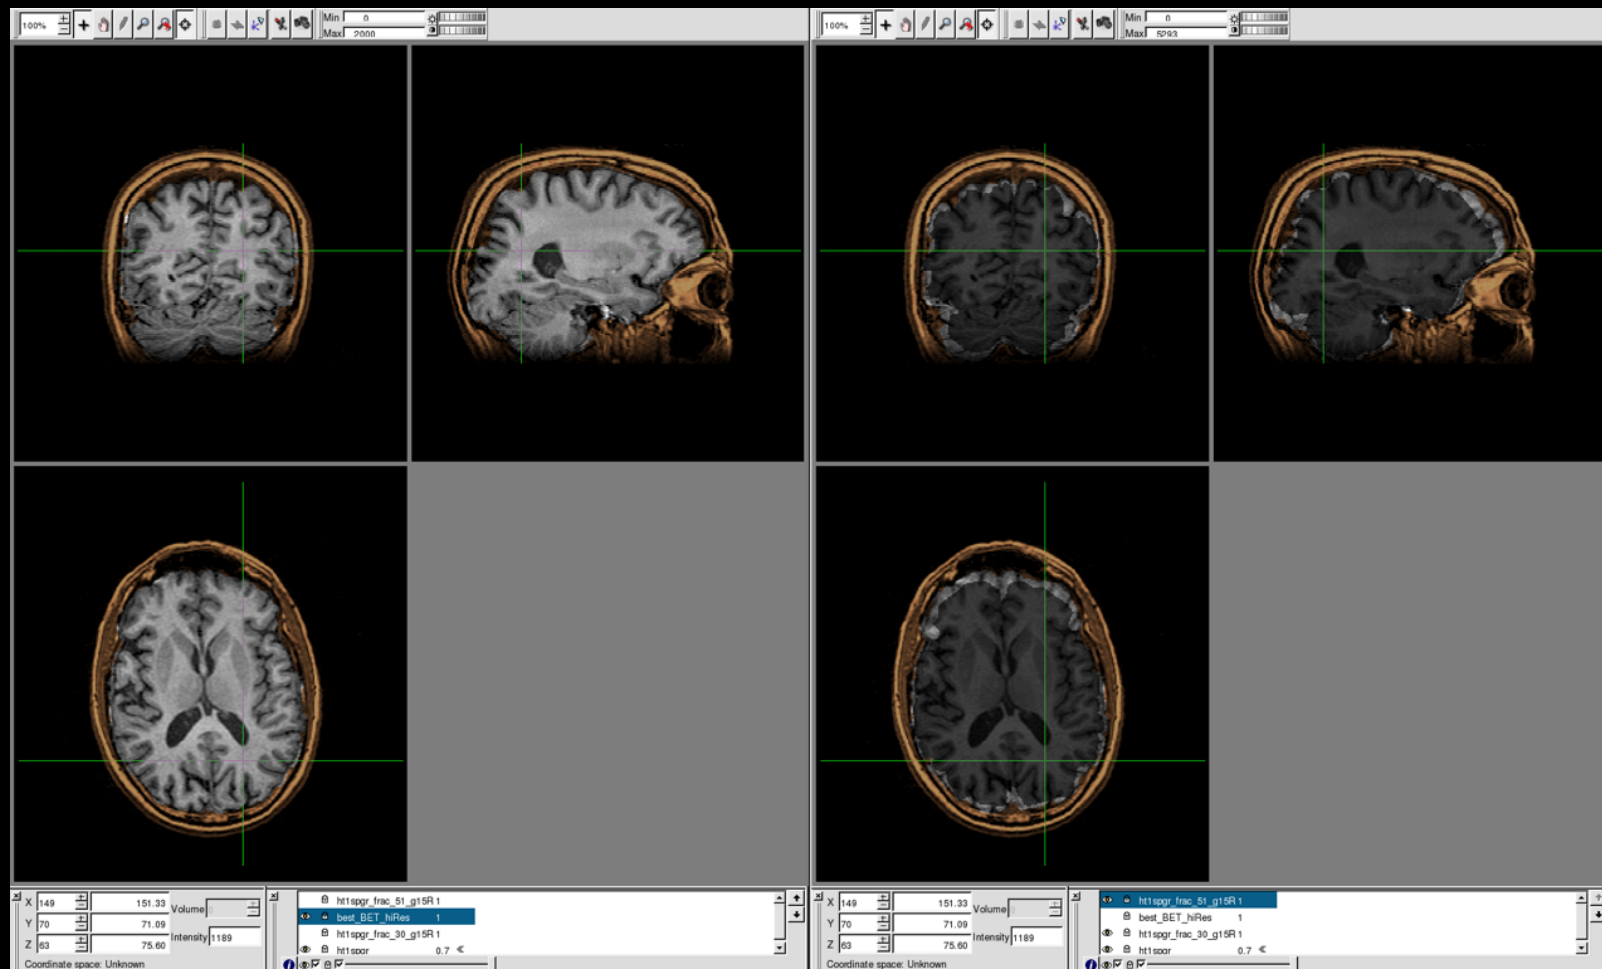 100%
Min 0
Max 2000
100%
Min 0
Max 5293
X 149 151.33
Y 70 71.09
Z 63 75.60
Volume
Intensity 1189
Coordinate space: Unknown
ht1spgr_frac_51_g15R 1
best_BET_hiRes 1
ht1spgr_frac_30_g15R 1
ht1spgr 0.7
X 149 151.33
Y 70 71.09
Z 63 75.60
Volume
Intensity 1189
Coordinate space: Unknown
ht1spgr_frac_51_g15R 1
best_BET_hiRes 1
ht1spgr_frac_30_g15R 1
ht1spgr 0.7